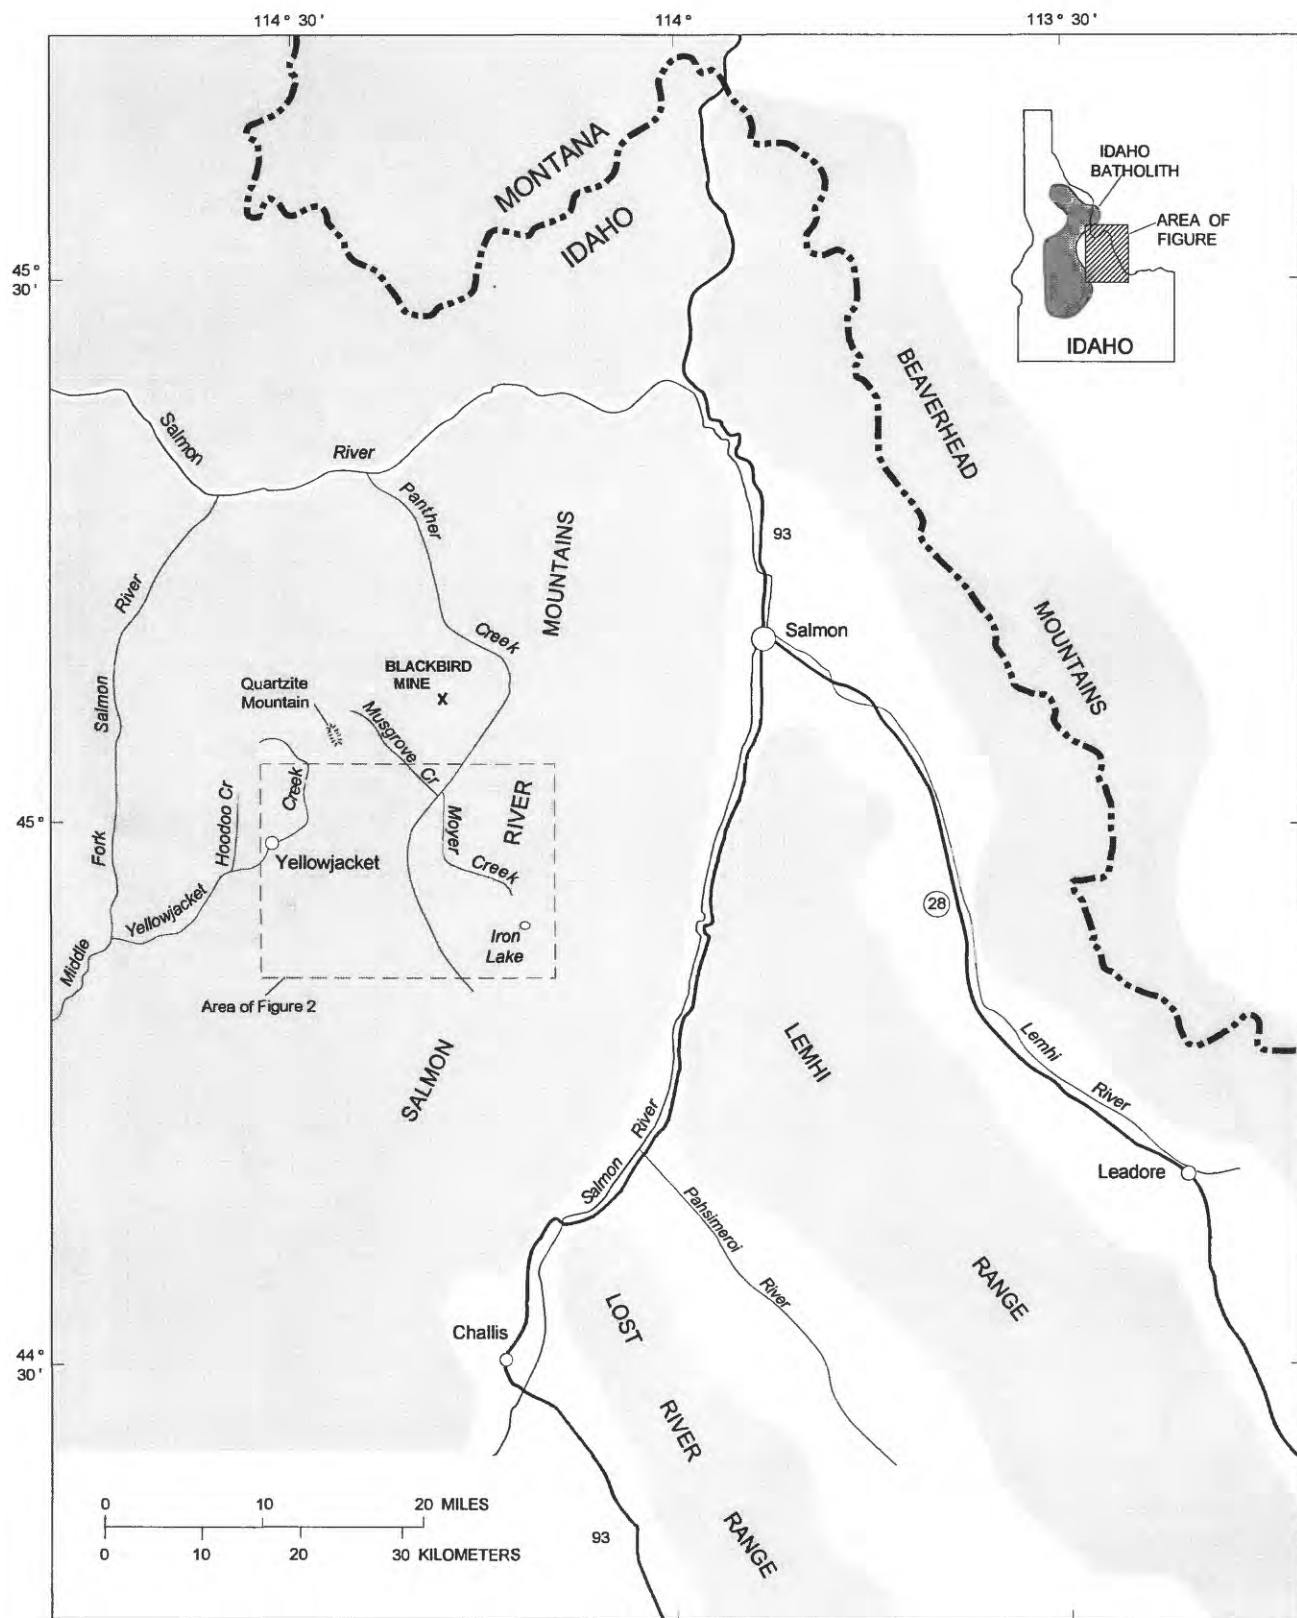 114° 30'
114°
113° 30'
MONTANA
IDAHO
IDAHO
BATHOLITH
AREA OF
FIGURE
IDAHO
45°
30'
BEAVERHEAD
MOUNTAINS
Salmon
River
Panther
Creek
MOUNTAINS
93
River
Salmon
Salmon
BLACKBIRD
MINE
X
Quartzite
Mountain
Musgrove Cr
Creek
RIVER
Hoodoo Cr
Moyer
Creek
45°
Fork
Yellowjacket
Yellowjacket
28
Middle
Iron
Lake
Area of Figure 2
SALMON
LEMHI
Lemhi
River
River
Salmon
Leadore
Pahsimeroi
River
RANGE
LOST
Challis
44°
30'
RIVER
0 10 20 MILES
0 10 20 30 KILOMETERS
93
RANGE